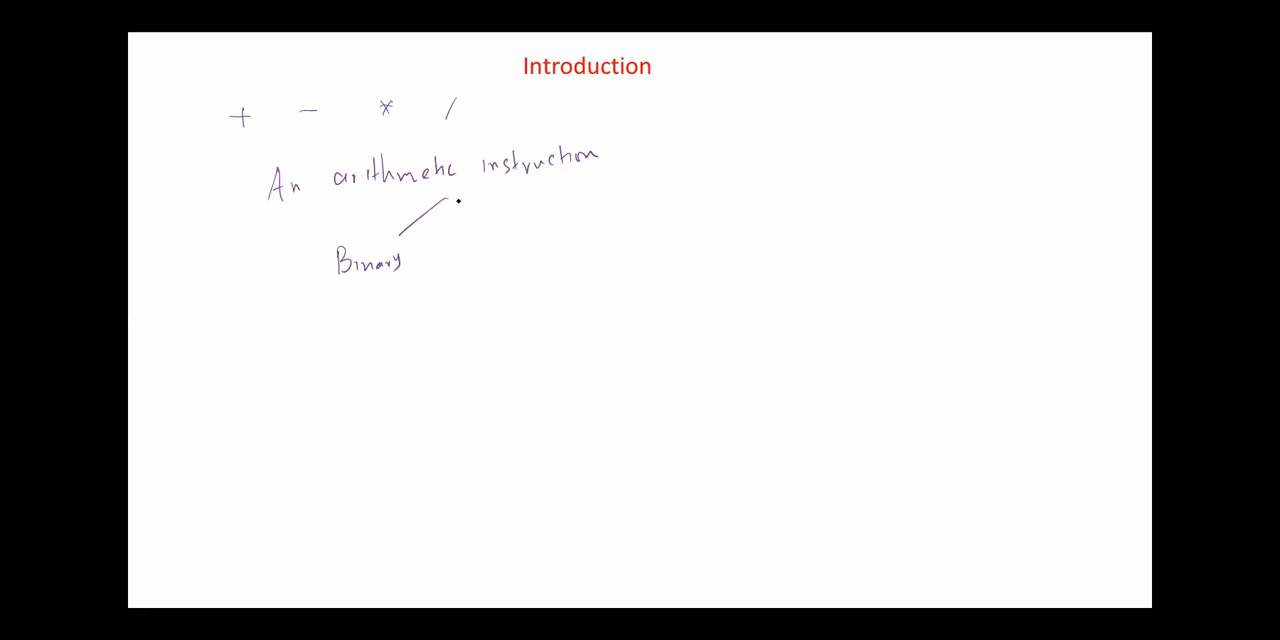 Introduction
+ - * /
An arithmetic instruction
Binary